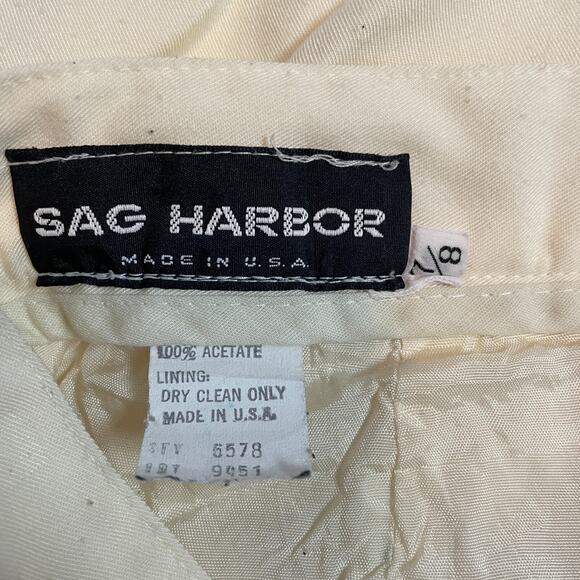 SAG HARBOR
MADE IN U.S.A.
7/8
100% ACETATE
LINING:
DRY CLEAN ONLY
MADE IN U.S.A.
6578
9451